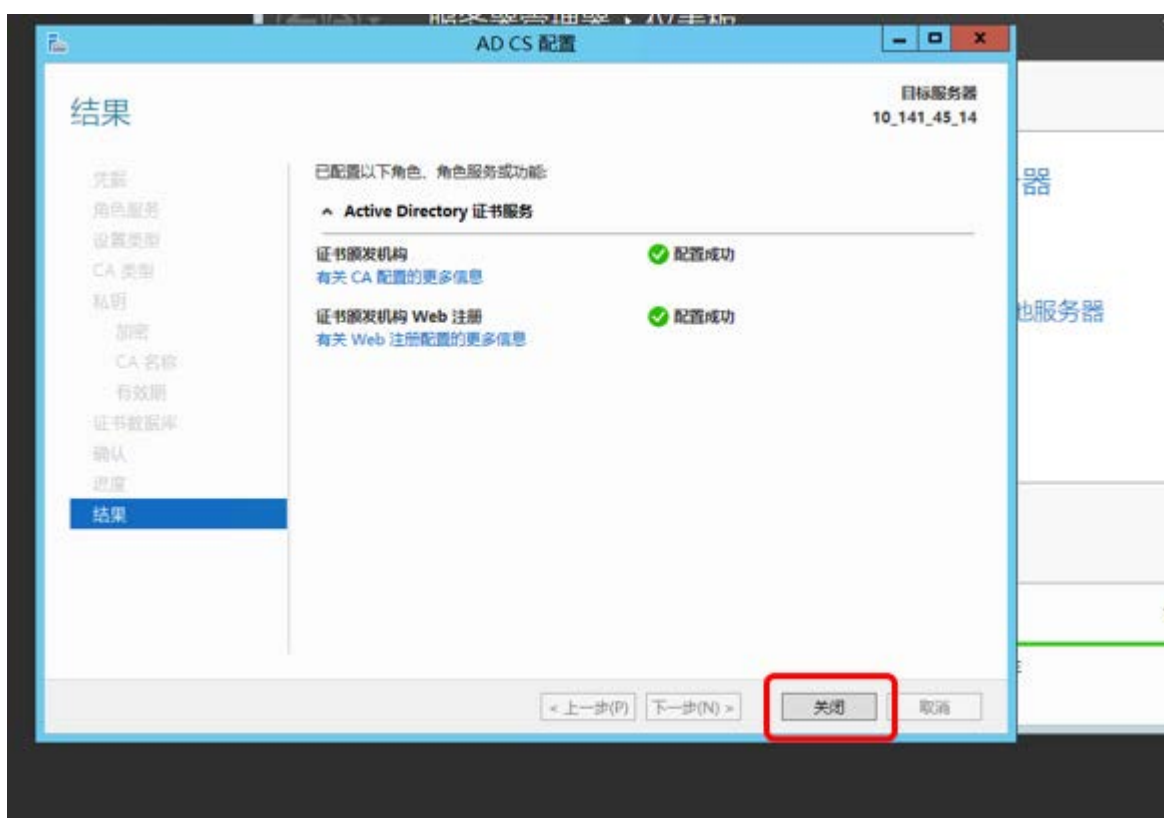 AD CS 配置
结果
目标服务器
10_141_45_14
凭据
角色服务
设置类型
CA 类型
私钥
加密
CA 名称
有效期
证书数据库
确认
进度
结果
已配置以下角色、角色服务或功能:
Active Directory 证书服务
证书颁发机构
配置成功
有关 CA 配置的更多信息
证书颁发机构 Web 注册
配置成功
有关 Web 注册配置的更多信息
器
他服务器
< 上一步(P)
下一步(N) >
关闭
取消